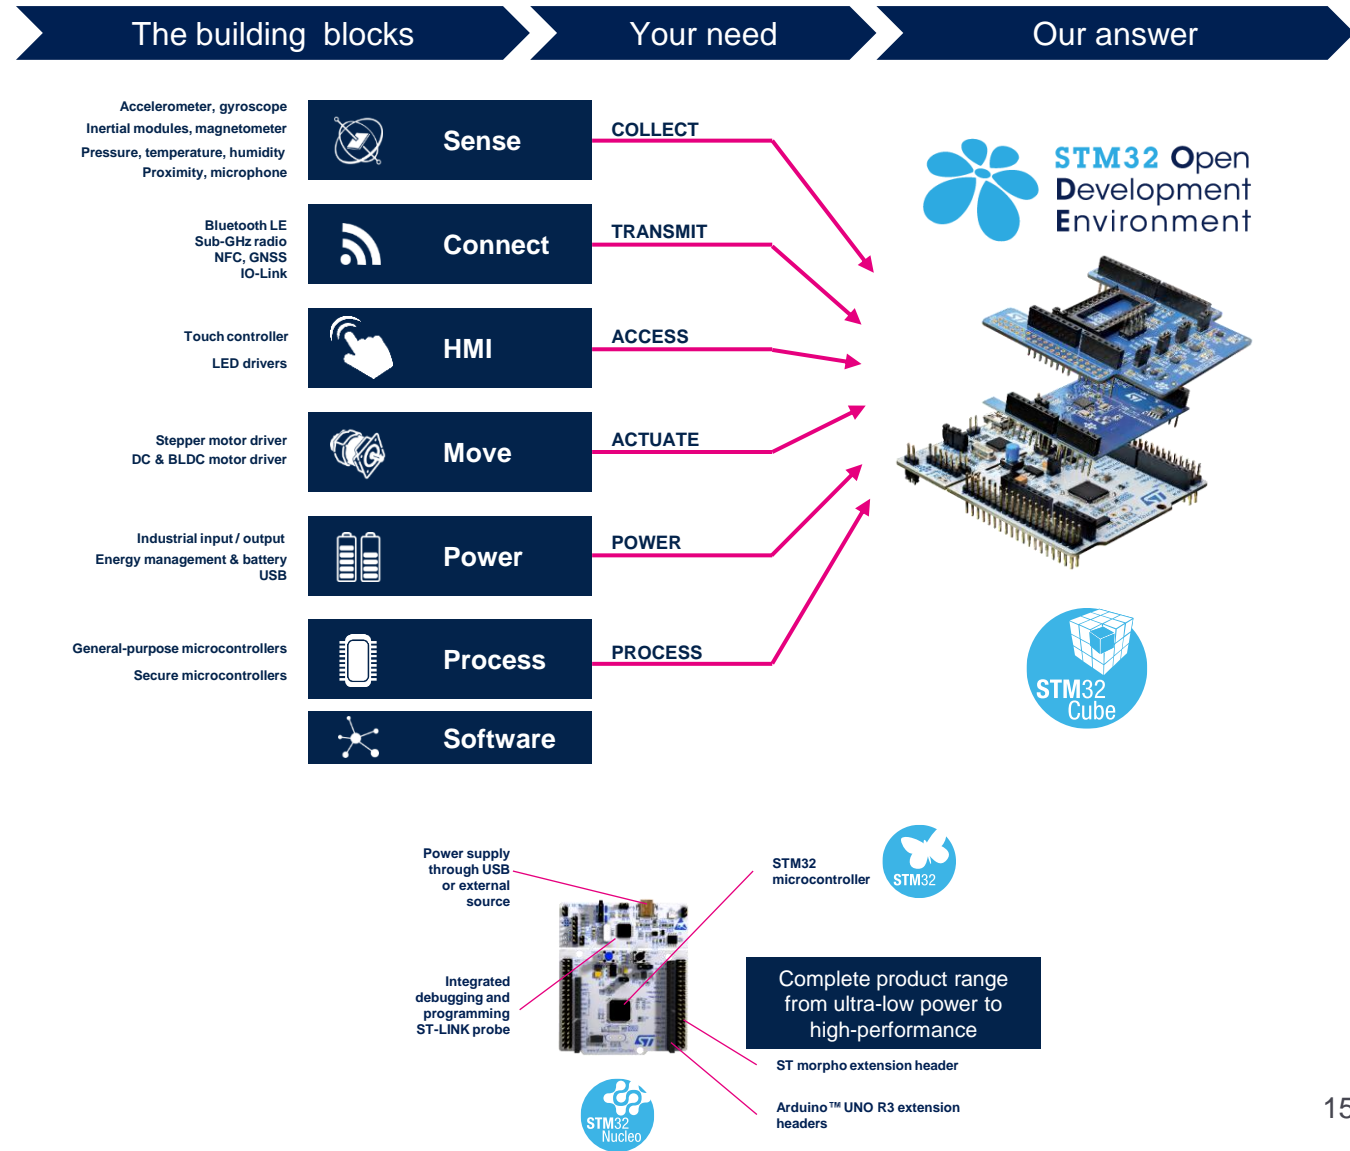 The building blocks
Your need
Our answer
Accelerometer, gyroscope
Inertial modules, magnetometer
Pressure, temperature, humidity
Proximity, microphone
Sense
COLLECT
STM32 Open
Development
Environment
Bluetooth LE
Sub-GHz radio
NFC, GNSS
IO-Link
Connect
TRANSMIT
Touch controller
LED drivers
HMI
ACCESS
Stepper motor driver
DC & BLDC motor driver
Move
ACTUATE
Industrial input / output
Energy management & battery
USB
Power
POWER
General-purpose microcontrollers
Secure microcontrollers
Process
PROCESS
STM32
Cube
Software
Power supply
through USB
or external
source
STM32
microcontroller
STM32
Integrated
debugging and
programming
ST-LINK probe
Complete product range
from ultra-low power to
high-performance
ST morpho extension header
Arduino™ UNO R3 extension
headers
STM32
Nucleo
15